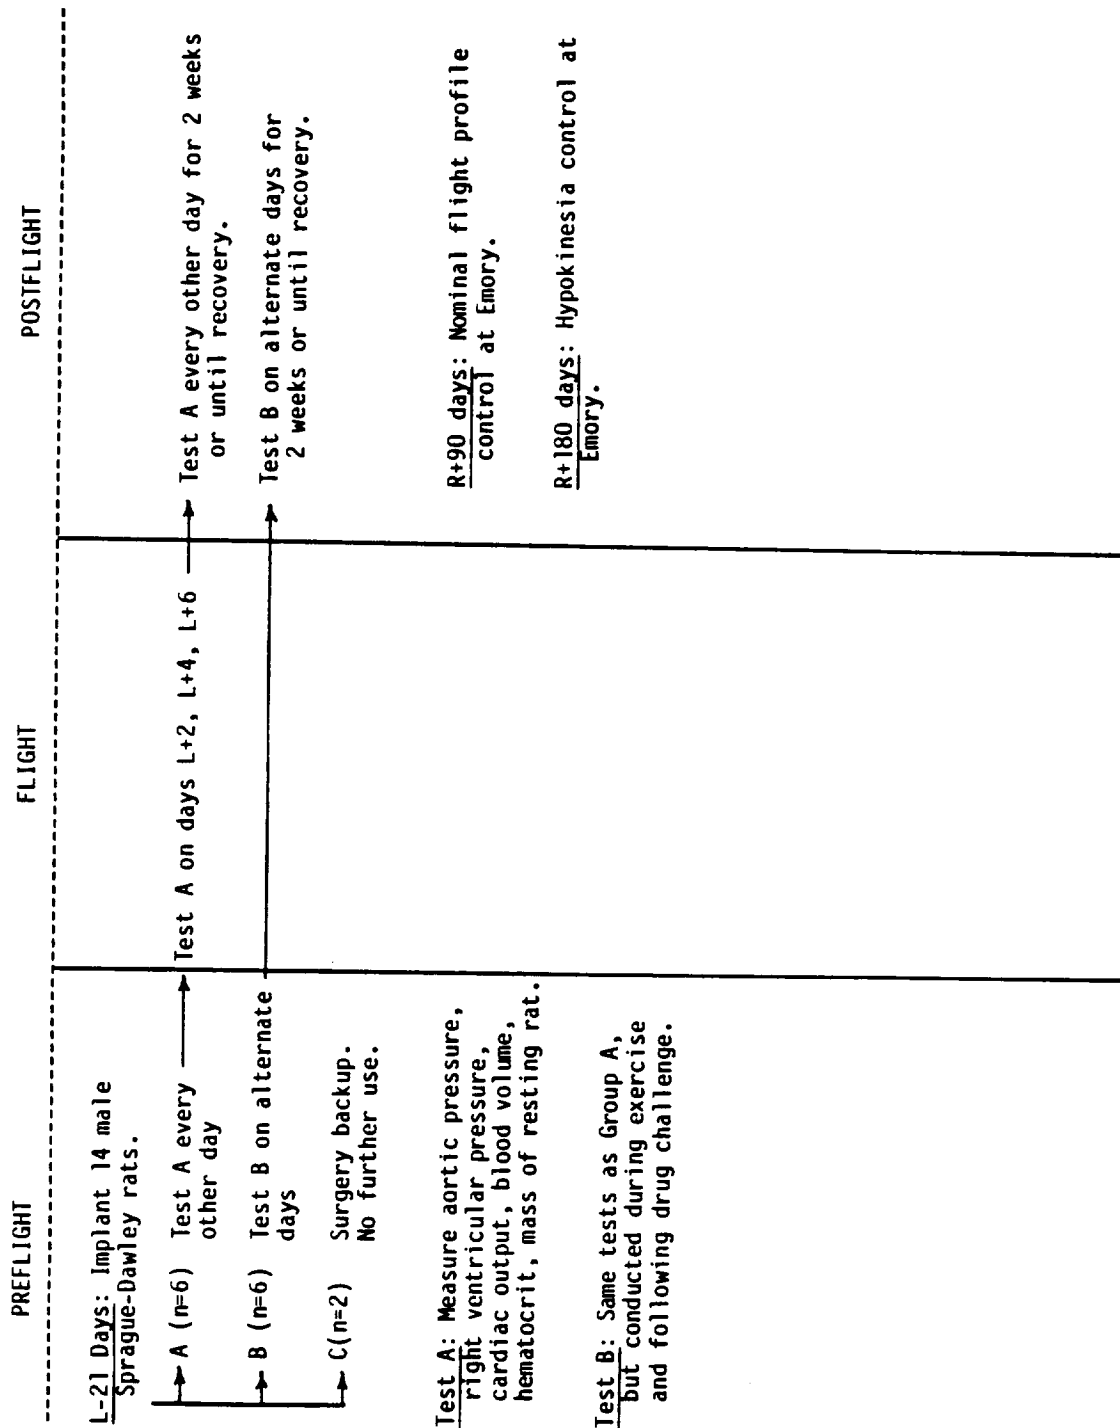 PREFLIGHT
FLIGHT
POSTFLIGHT
L-21 Days: Implant 14 male
Sprague-Dawley rats.
A (n=6) Test A every
other day
Test A on days L+2, L+4, L+6
Test A every other day for 2 weeks
or until recovery.
B (n=6) Test B on alternate
days
Test B on alternate days for
2 weeks or until recovery.
C(n=2) Surgery backup.
No further use.
Test A: Measure aortic pressure,
right ventricular pressure,
cardiac output, blood volume,
hematocrit, mass of resting rat.
R+90 days: Nominal flight profile
control at Emory.
Test B: Same tests as Group A,
but conducted during exercise
and following drug challenge.
R+180 days: Hypokinesia control at
Emory.